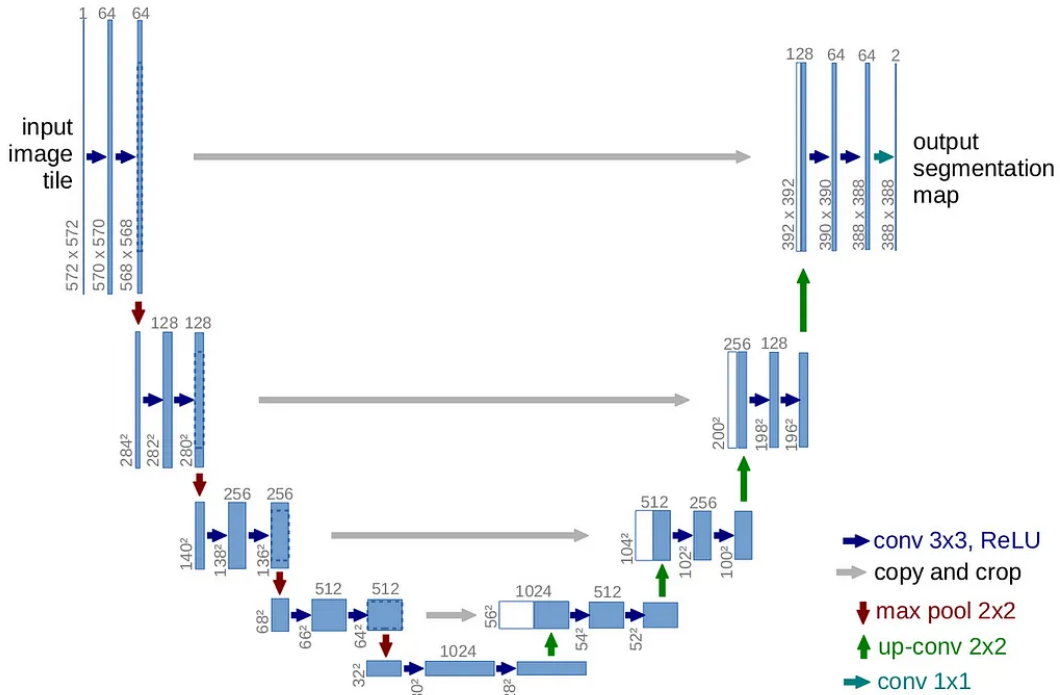 1 64 64
128 64 64 2
input
image
tile
output
segmentation
map
572 x 572
570 x 570
568 x 568
392 x 392
390 x 390
388 x 388
388 x 388
128 128
256 128
284²
282²
280²
200²
198²
196²
256 256
512 256
140²
138²
136²
104²
102²
100²
conv 3x3, ReLU
copy and crop
max pool 2x2
up-conv 2x2
conv 1x1
512 512
1024 512
68²
66²
64²
56²
54²
52²
1024
32²